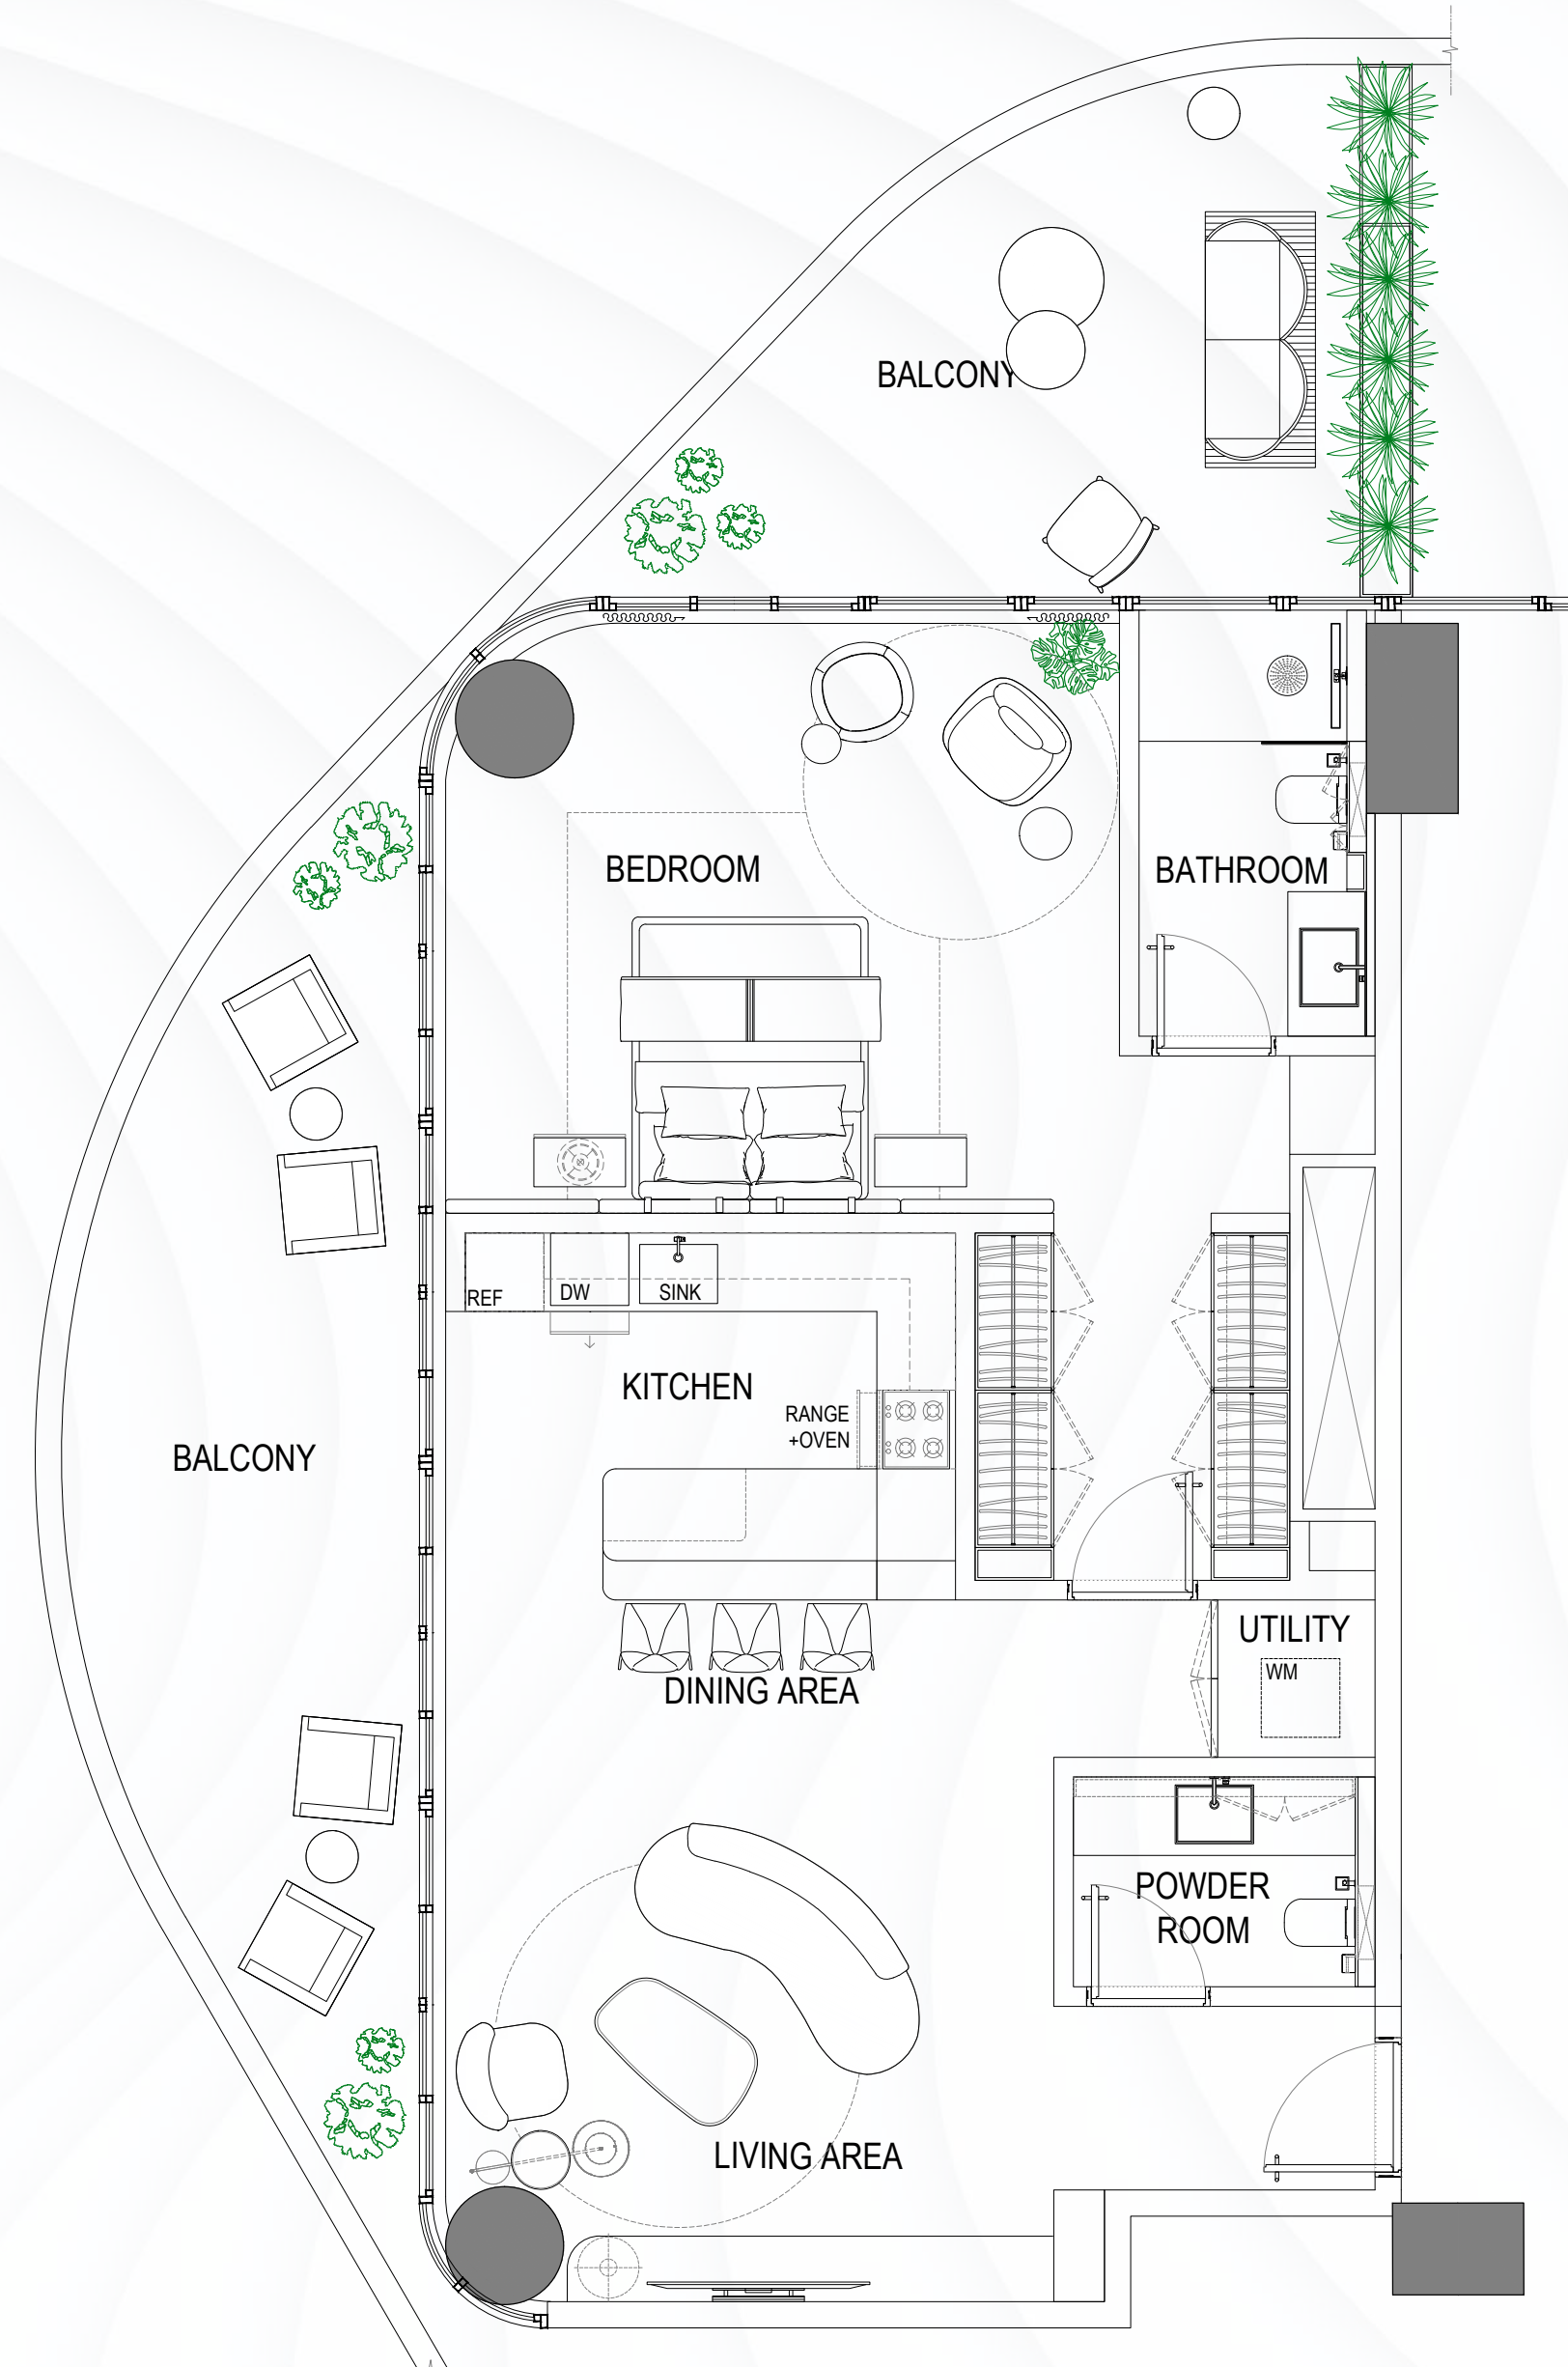 BALCONY
BEDROOM
BATHROOM
REF
DW
SINK
KITCHEN
RANGE
+OVEN
BALCONY
UTILITY
WM
DINING AREA
POWDER
ROOM
LIVING AREA